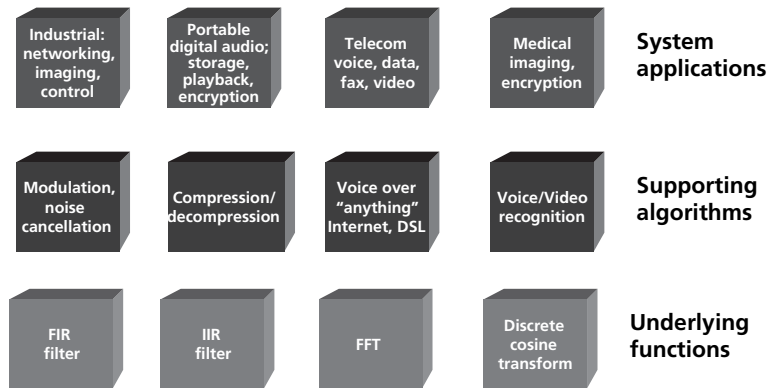 Industrial:
networking,
imaging,
control
Portable
digital audio;
storage,
playback,
encryption
Telecom
voice, data,
fax, video
Medical
imaging,
encryption
System
applications
Modulation,
noise
cancellation
Compression/
decompression
Voice over
“anything”
Internet, DSL
Voice/Video
recognition
Supporting
algorithms
FIR
filter
IIR
filter
FFT
Discrete
cosine
transform
Underlying
functions